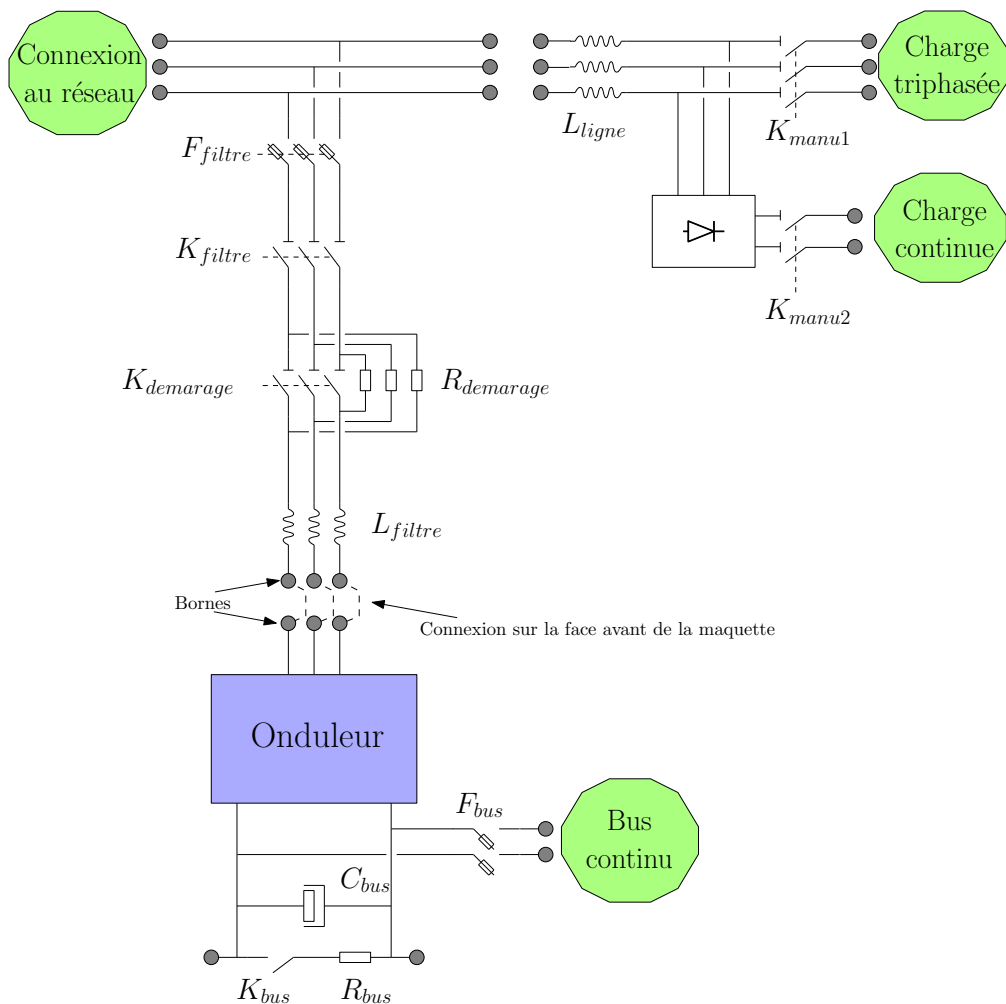 Connexion
au réseau
Charge
triphasée
L_ligne
K_manu1
F_filtre
Charge
continue
K_filtre
K_manu2
K_demarage
R_demarage
L_filtre
Bornes
Connexion sur la face avant de la maquette
Onduleur
F_bus
Bus
continu
C_bus
K_bus
R_bus